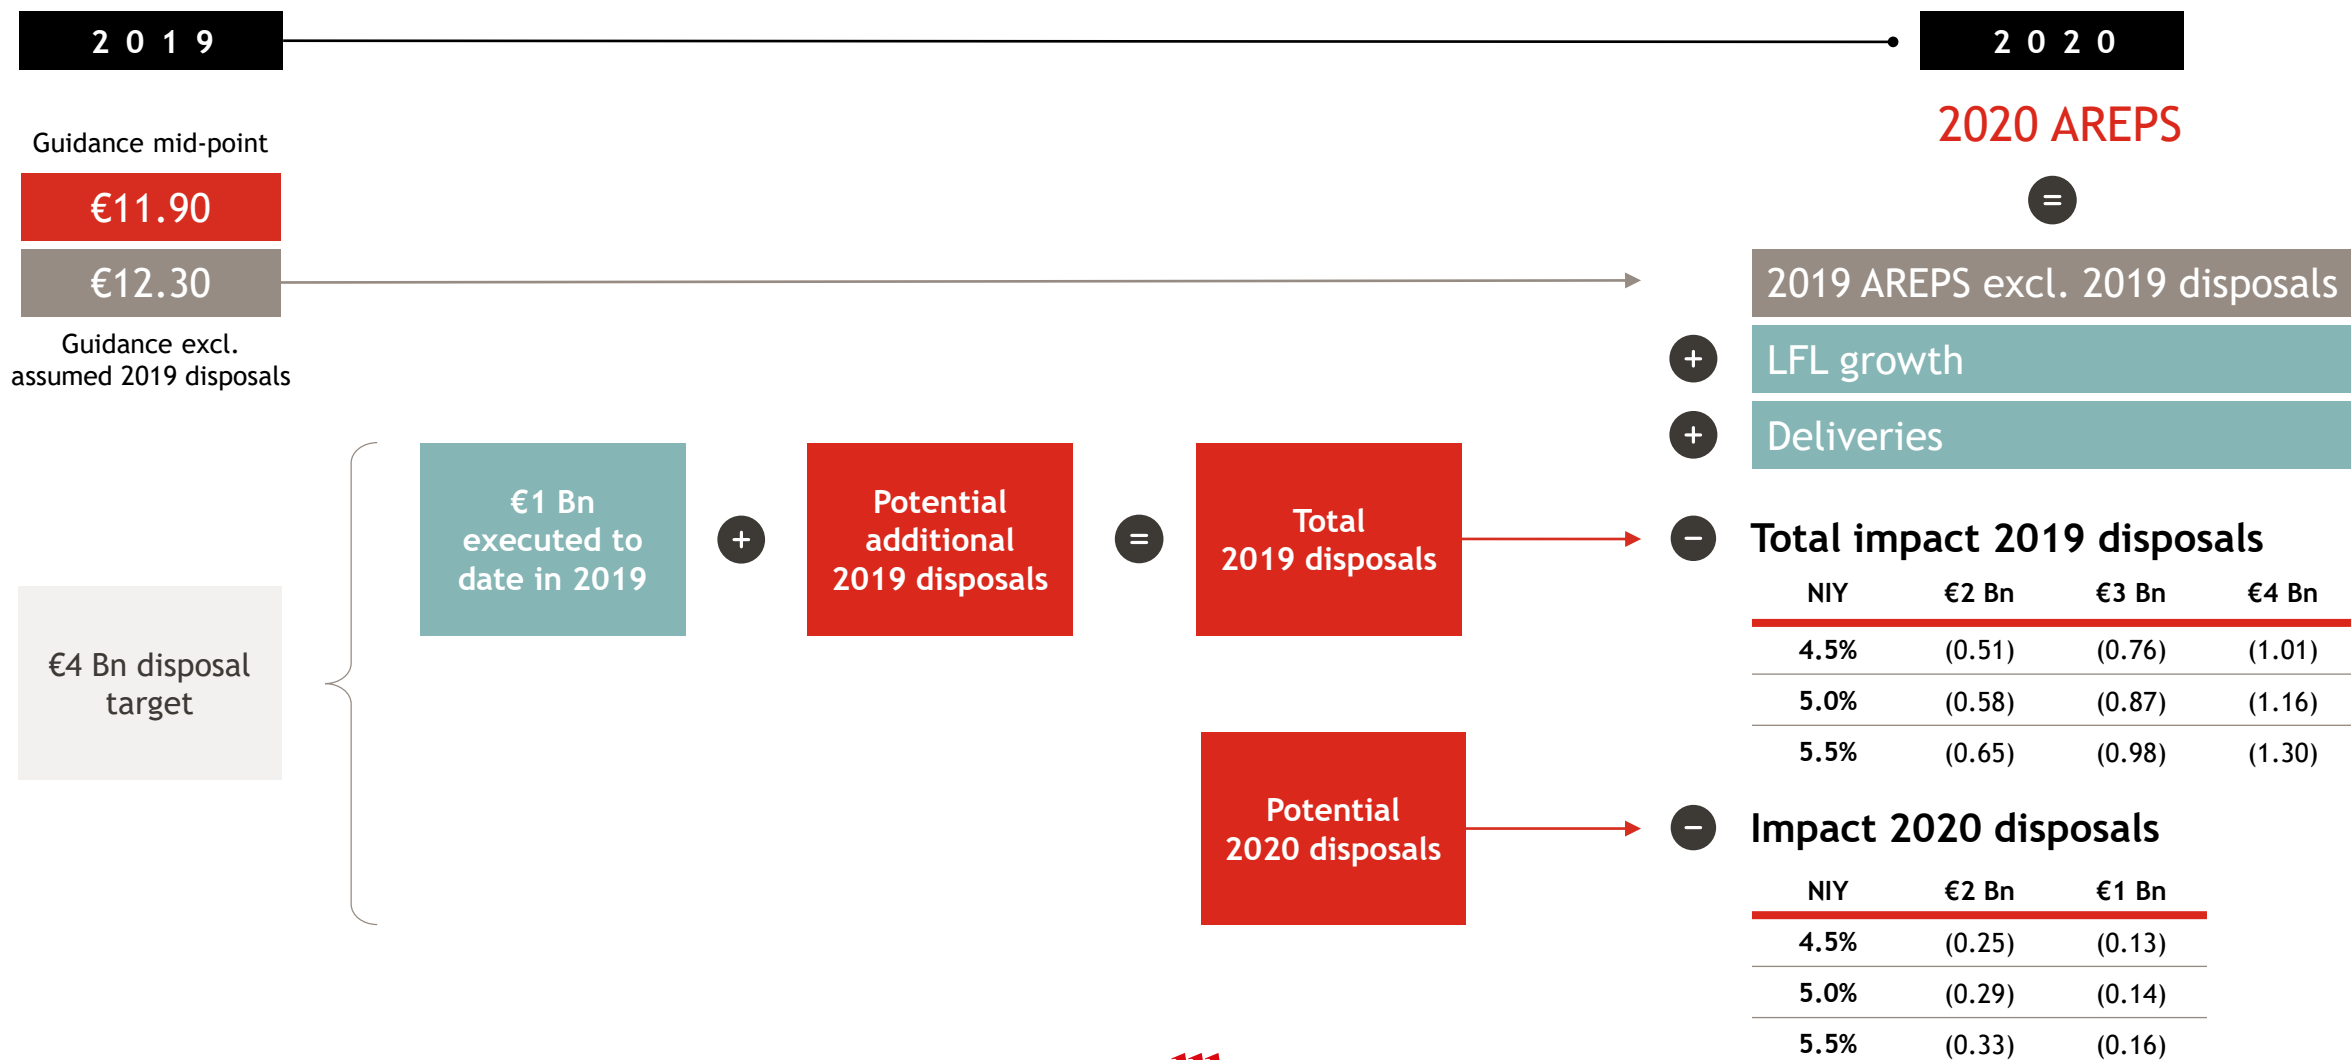 2 0 1 9
2 0 2 0
Guidance mid-point
€11.90
€12.30
Guidance excl.
assumed 2019 disposals
2020 AREPS
=
2019 AREPS excl. 2019 disposals
+ LFL growth
+ Deliveries
€4 Bn disposal
target
€1 Bn
executed to
date in 2019
+
Potential
additional
2019 disposals
=
Total
2019 disposals
– Total impact 2019 disposals
NIY €2 Bn €3 Bn €4 Bn
4.5% (0.51) (0.76) (1.01)
5.0% (0.58) (0.87) (1.16)
5.5% (0.65) (0.98) (1.30)
Potential
2020 disposals
– Impact 2020 disposals
NIY €2 Bn €1 Bn
4.5% (0.25) (0.13)
5.0% (0.29) (0.14)
5.5% (0.33) (0.16)